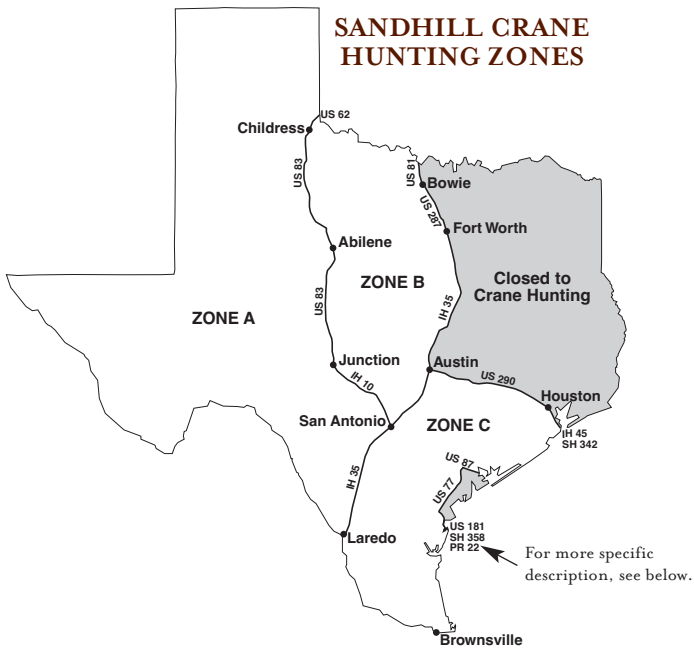 SANDHILL CRANE
HUNTING ZONES
US 62
Childress
US 83
US 81
Bowie
US 287
Fort Worth
Abilene
ZONE B
Closed to
Crane Hunting
ZONE A
US 83
IH 35
Junction
Austin
IH 10
US 290
Houston
San Antonio
ZONE C
IH 45
SH 342
IH 35
US 87
US 77
US 181
SH 358
PR 22
Laredo
For more specific
description, see below.
Brownsville